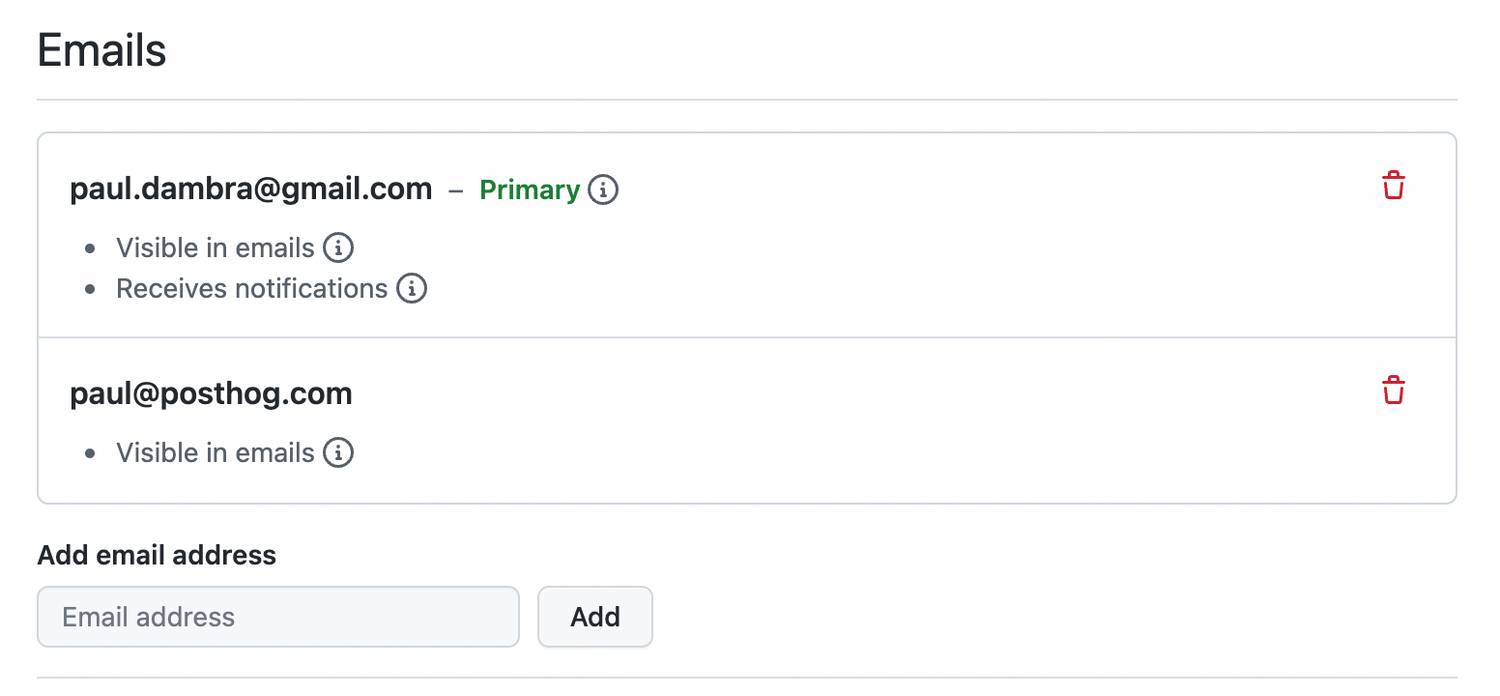 Emails
paul.dambra@gmail.com – Primary
Visible in emails
Receives notifications
paul@posthog.com
Visible in emails
Add email address
Email address
Add